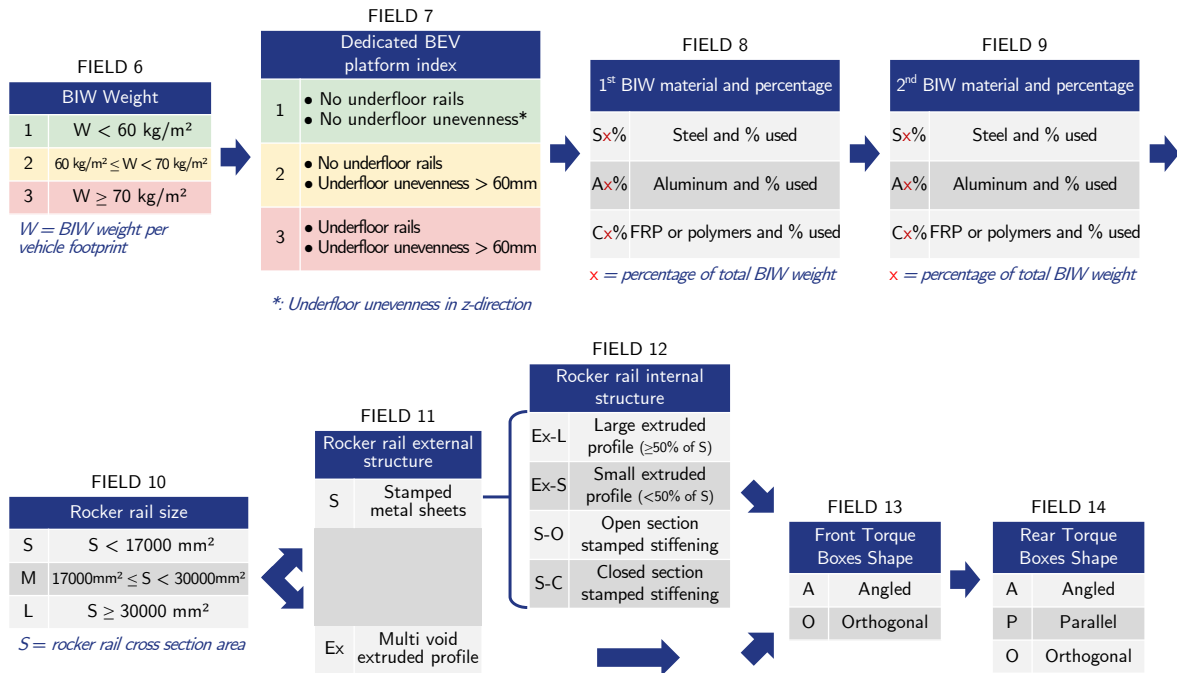 FIELD 6
BIW Weight
1 W < 60 kg/m²
2 60 kg/m² ≤ W < 70 kg/m²
3 W ≥ 70 kg/m²
W = BIW weight per
vehicle footprint
FIELD 7
Dedicated BEV
platform index
1
● No underfloor rails
● No underfloor unevenness*
2
● No underfloor rails
● Underfloor unevenness > 60mm
3
● Underfloor rails
● Underfloor unevenness > 60mm
*: Underfloor unevenness in z-direction
FIELD 8
1st BIW material and percentage
Sx% Steel and % used
Ax% Aluminum and % used
Cx% FRP or polymers and % used
x = percentage of total BIW weight
FIELD 9
2nd BIW material and percentage
Sx% Steel and % used
Ax% Aluminum and % used
Cx% FRP or polymers and % used
x = percentage of total BIW weight
FIELD 10
Rocker rail size
S S < 17000 mm²
M 17000mm² ≤ S < 30000mm²
L S ≥ 30000 mm²
S = rocker rail cross section area
FIELD 11
Rocker rail external
structure
S Stamped
metal sheets
Ex Multi void
extruded profile
FIELD 12
Rocker rail internal
structure
Ex-L Large extruded
profile (≥50% of S)
Ex-S Small extruded
profile (<50% of S)
S-O Open section
stamped stiffening
S-C Closed section
stamped stiffening
FIELD 13
Front Torque
Boxes Shape
A Angled
O Orthogonal
FIELD 14
Rear Torque
Boxes Shape
A Angled
P Parallel
O Orthogonal